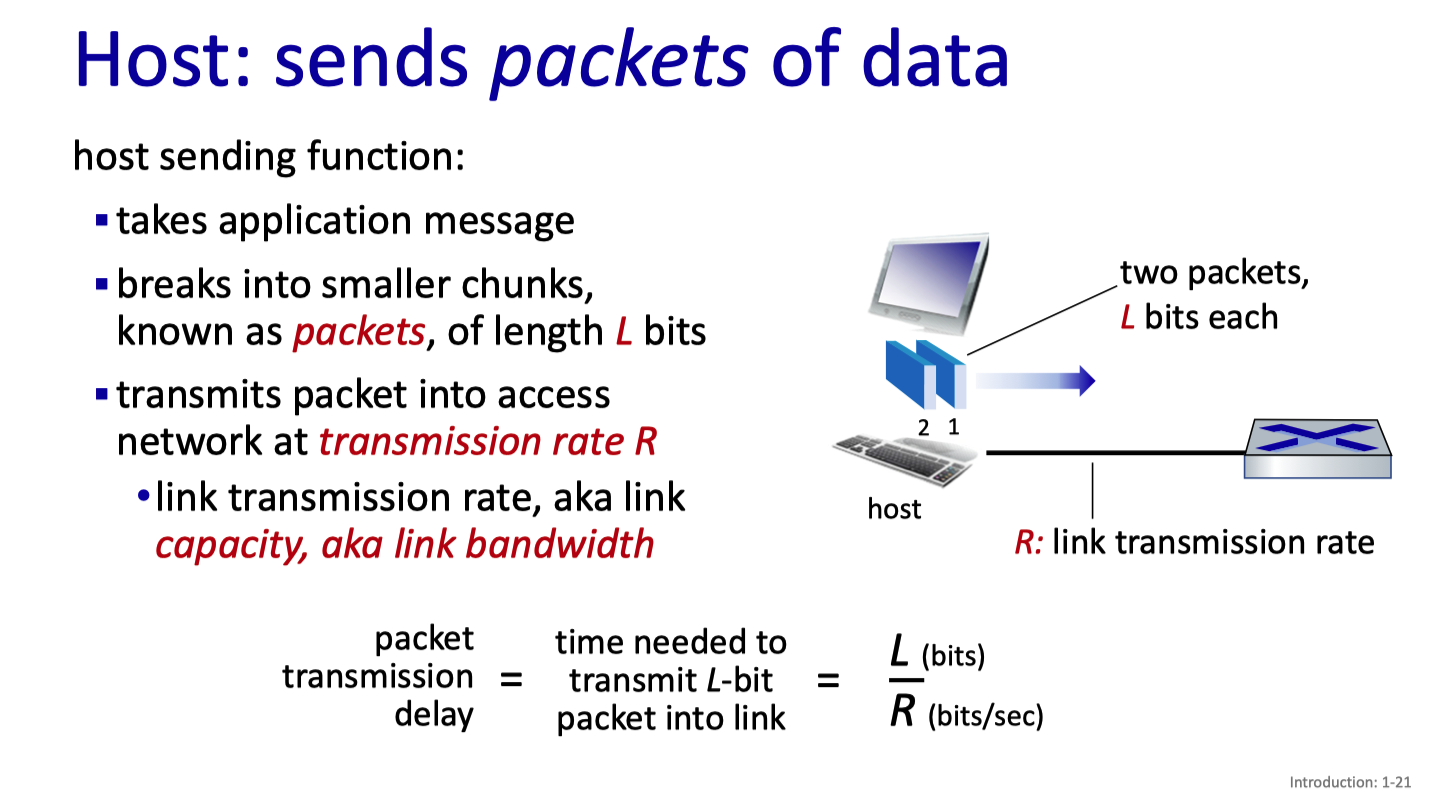 Host: sends packets of data
host sending function:
▪ takes application message
▪ breaks into smaller chunks,
known as packets, of length L bits
▪ transmits packet into access
network at transmission rate R
• link transmission rate, aka link
capacity, aka link bandwidth
two packets,
L bits each
2 1
host
R: link transmission rate
packet
transmission
delay
=
time needed to
transmit L-bit
packet into link
=
L (bits)
R (bits/sec)
Introduction: 1-21